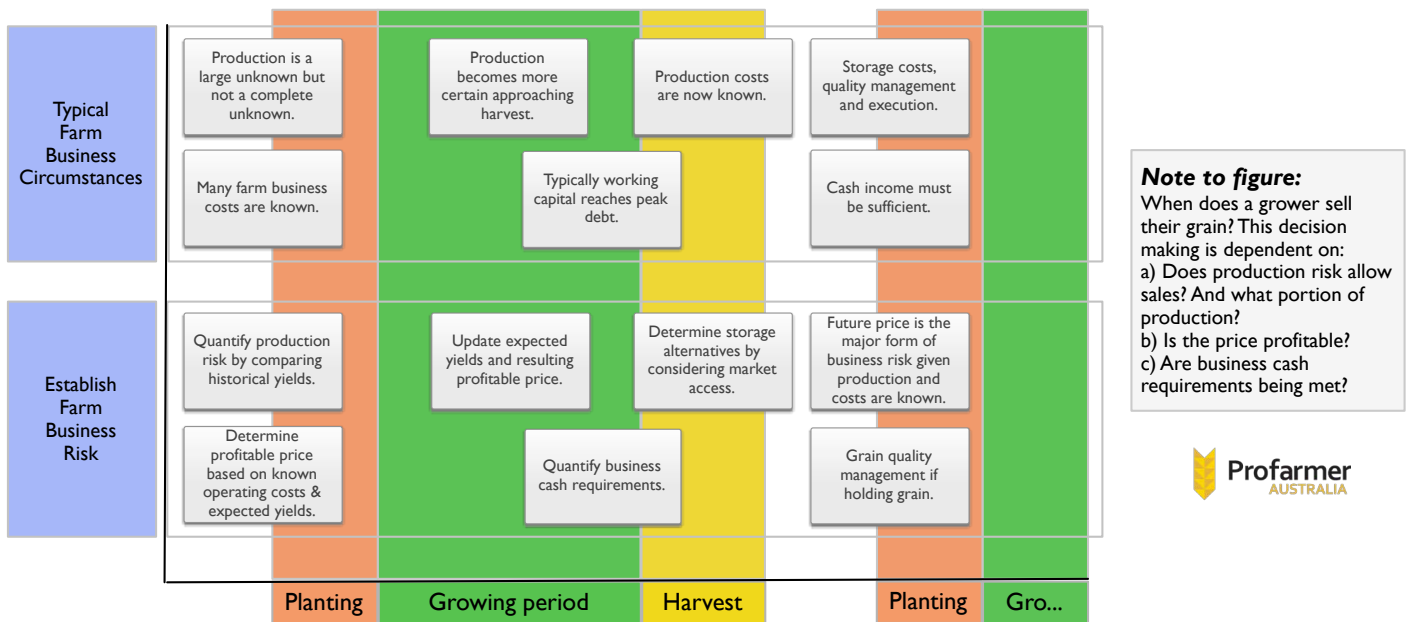 Typical
Farm
Business
Circumstances
Production is a
large unknown but
not a complete
unknown.
Production
becomes more
certain approaching
harvest.
Production costs
are now known.
Storage costs,
quality management
and execution.
Many farm business
costs are known.
Typically working
capital reaches peak
debt.
Cash income must
be sufficient.
Establish
Farm
Business
Risk
Quantify production
risk by comparing
historical yields.
Update expected
yields and resulting
profitable price.
Determine storage
alternatives by
considering market
access.
Future price is the
major form of
business risk given
production and
costs are known.
Determine
profitable price
based on known
operating costs &
expected yields.
Quantify business
cash requirements.
Grain quality
management if
holding grain.
Planting
Growing period
Harvest
Planting
Gro...
Note to figure:
When does a grower sell
their grain? This decision
making is dependent on:
a) Does production risk allow
sales? And what portion of
production?
b) Is the price profitable?
c) Are business cash
requirements being met?
Profarmer
AUSTRALIA